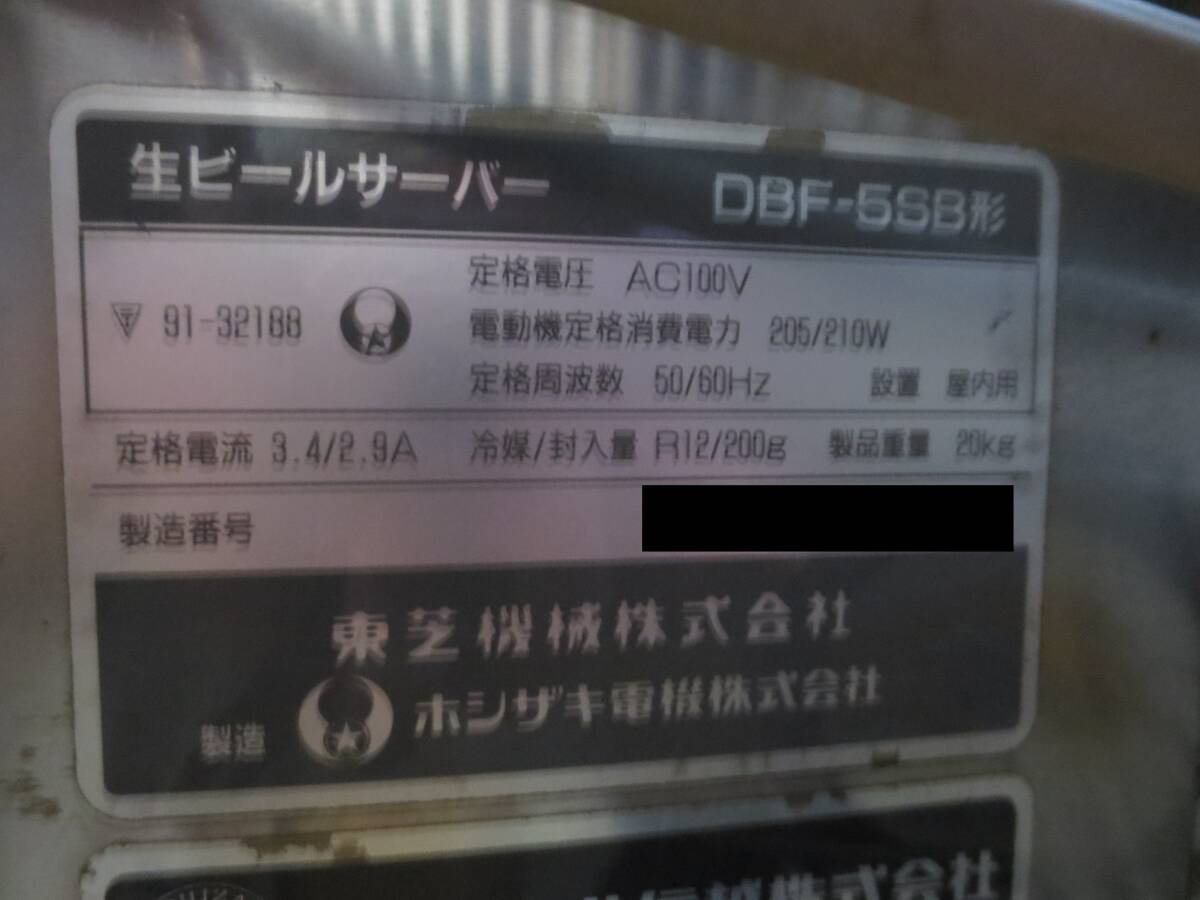 生ビールサーバー DBF-5SB形
定格電圧 AC100V
〒 91-32188 電動機定格消費電力 205/210W
定格周波数 50/60Hz 設置 屋内用
定格電流 3.4/2.9A 冷媒/封入量 R12/200g 製品重量 20kg
製造番号
東芝機械株式会社
製造 ホシザキ電機株式会社
株式会社